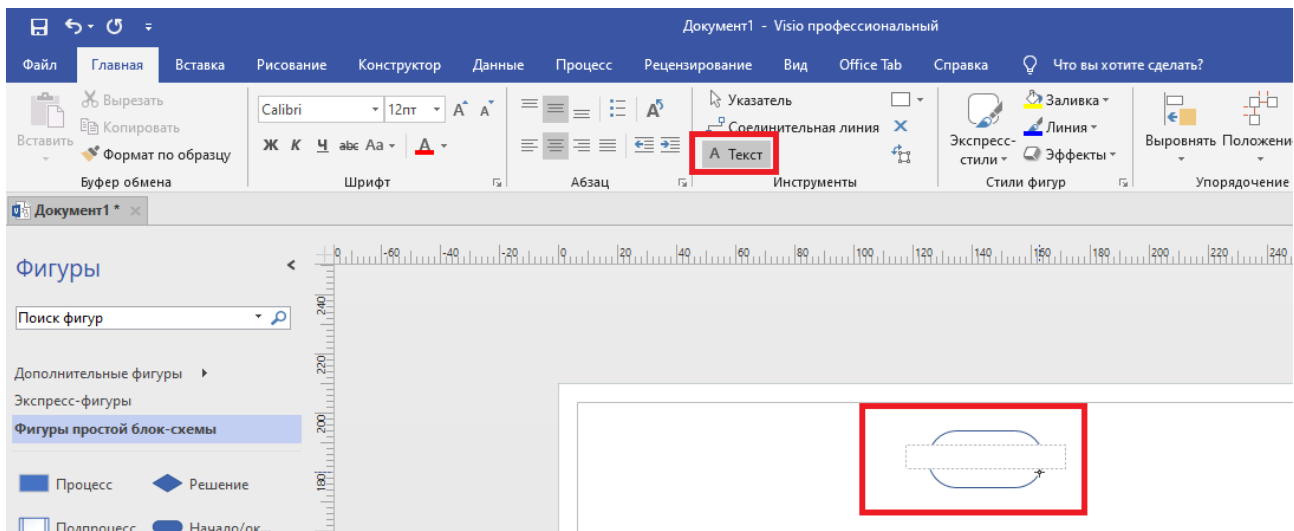 Документ1 - Visio профессиональный
Файл Главная Вставка Рисование Конструктор Данные Процесс Рецензирование Вид Office Tab Справка Что вы хотите сделать?
Вставить
Вырезать
Копировать
Формат по образцу
Буфер обмена
Calibri 12пт
Ж К Ч abc Aa A
Шрифт
Абзац
Указатель
Соединительная линия
A Текст
Инструменты
Экспресс-
стили
Заливка
Линия
Эффекты
Стили фигур
Выровнять Положени
Упорядочение
Документ1 *
Фигуры
Поиск фигур
Дополнительные фигуры
Экспресс-фигуры
Фигуры простой блок-схемы
Процесс Решение
Подпроцесс Начало/ок...
0 -60 -40 -20 0 20 40 60 80 100 120 140 160 180 200 220 240
240
220
200
180